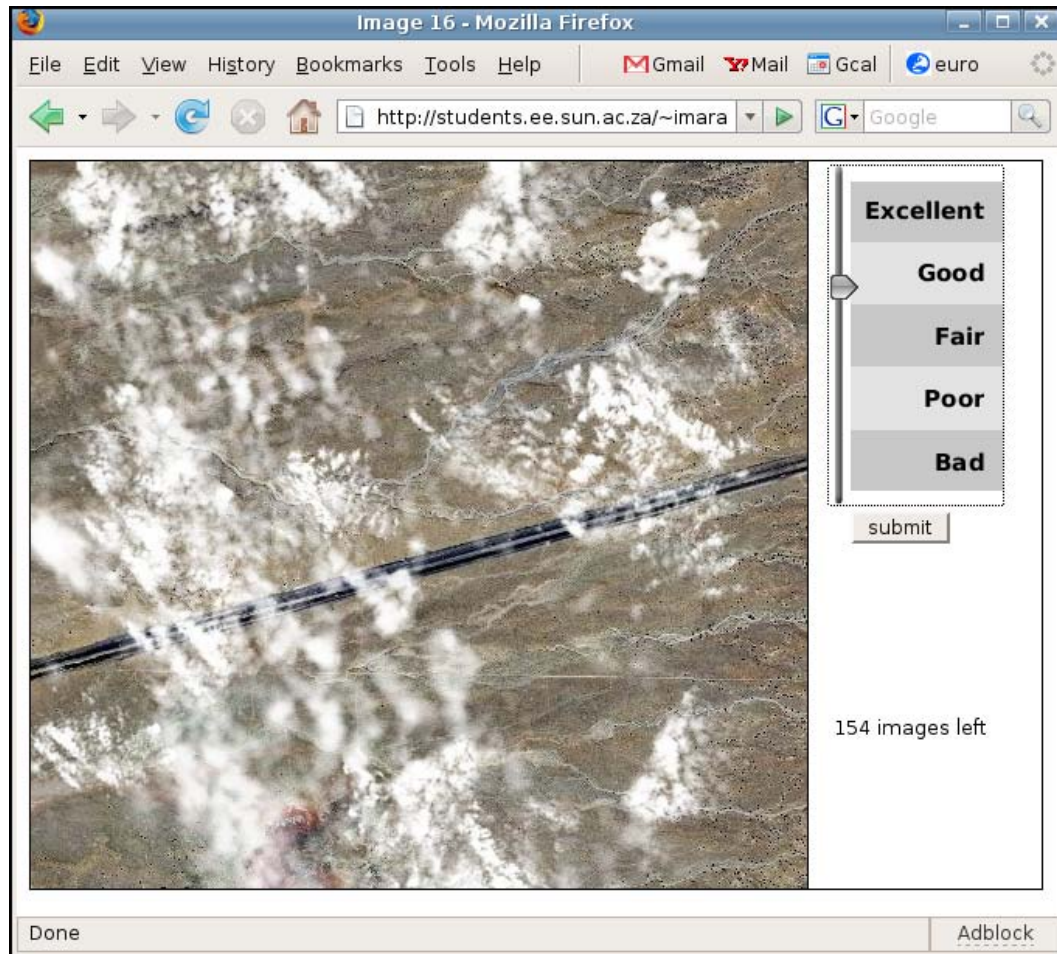 Image 16 - Mozilla Firefox
File Edit View History Bookmarks Tools Help Gmail Mail Gcal euro
http://students.ee.sun.ac.za/~imara G Google
Excellent
Good
Fair
Poor
Bad
submit
154 images left
Done Adblock